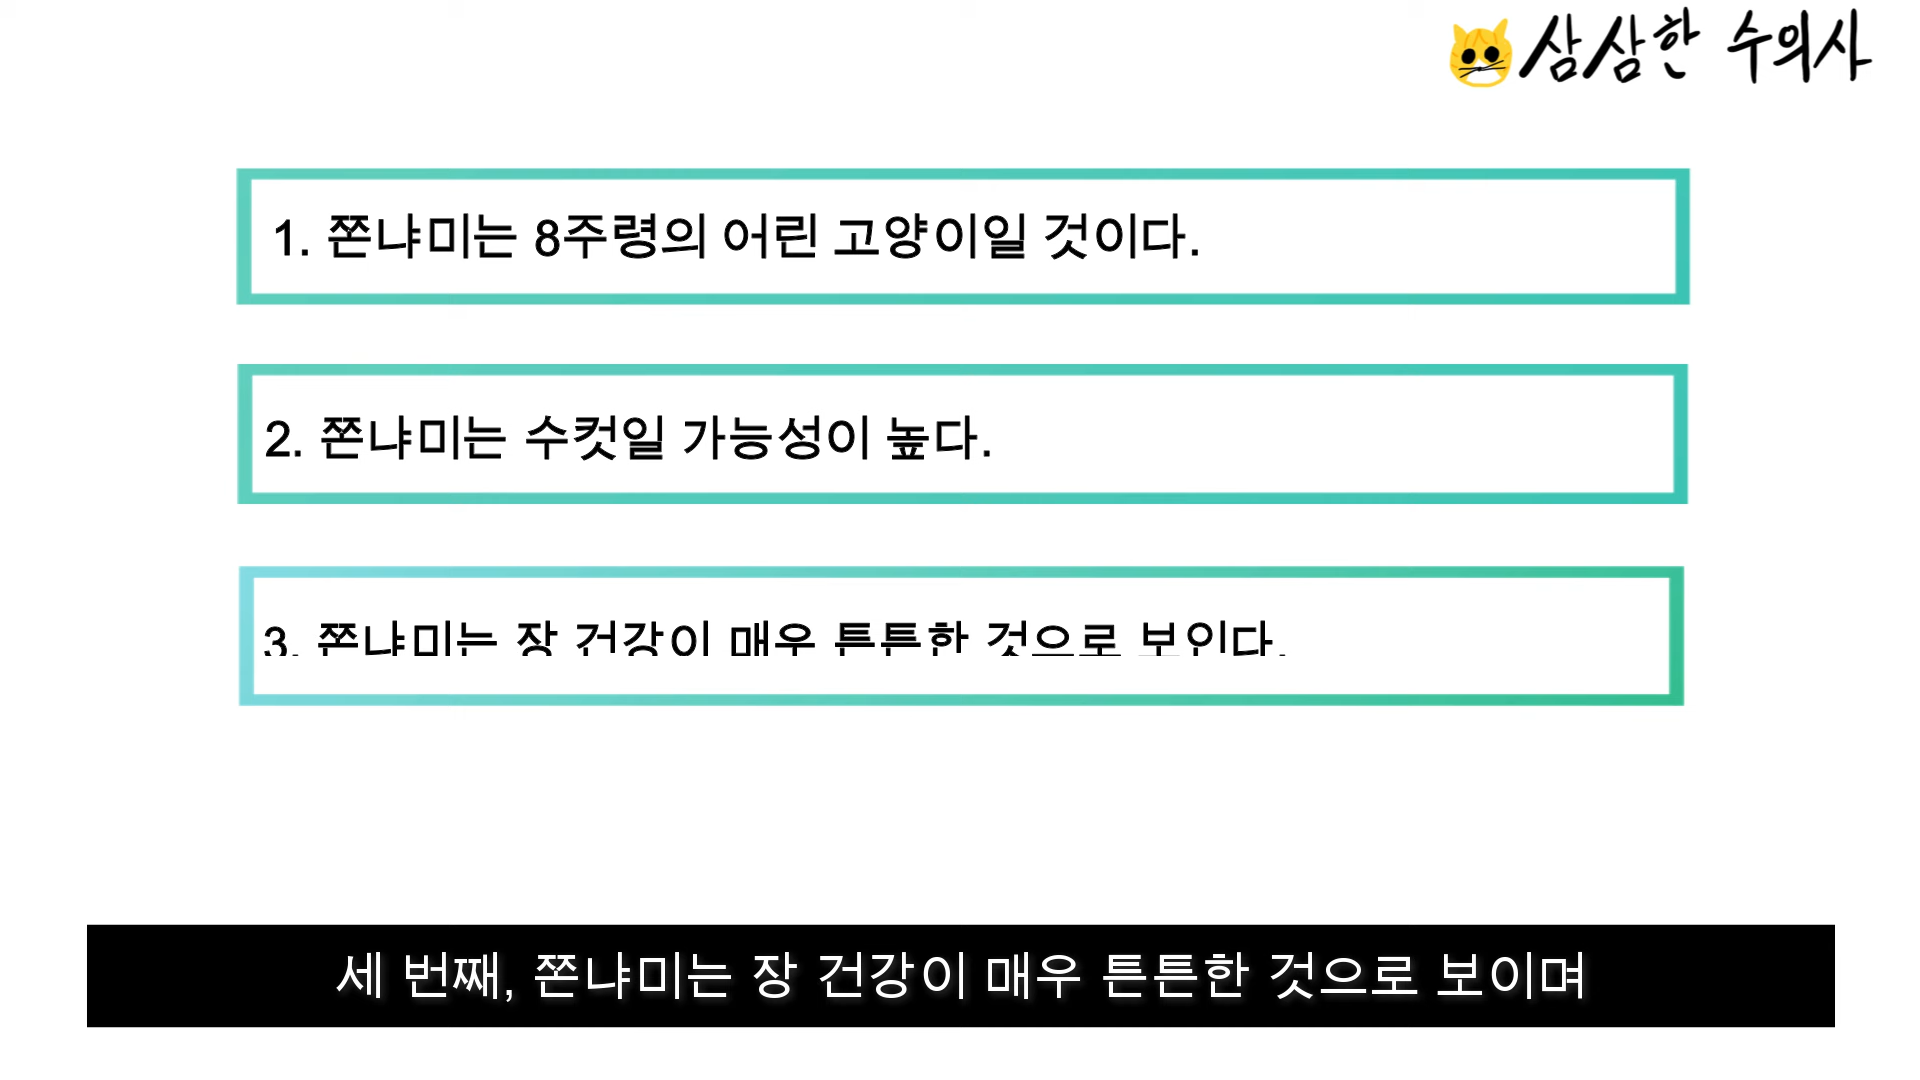 삼삼한 수의사
1. 쫀냐미는 8주령의 어린 고양이일 것이다.
2. 쫀냐미는 수컷일 가능성이 높다.
3. 쫀냐미는 장 건강이 매우 튼튼한 것으로 보인다.
세 번째, 쫀냐미는 장 건강이 매우 튼튼한 것으로 보이며